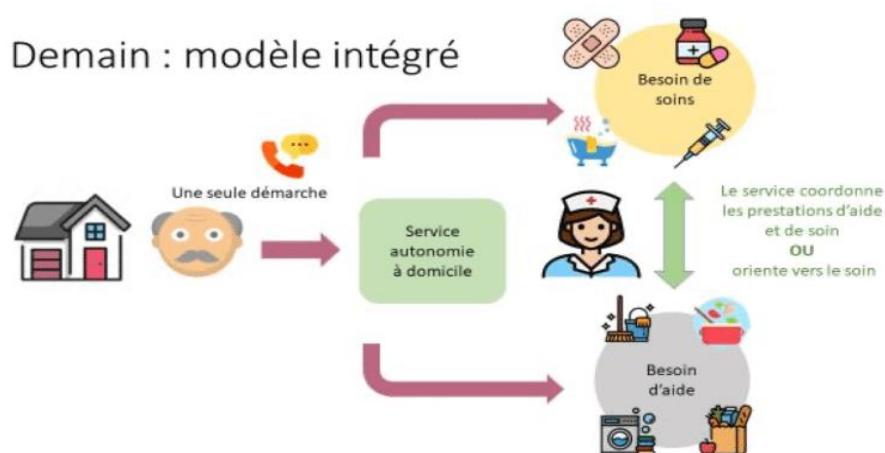 Demain : modèle intégré
Besoin de
soins
Une seule démarche
Service
autonomie
à domicile
Le service coordonne
les prestations d'aide
et de soin
OU
oriente vers le soin
Besoin
d'aide